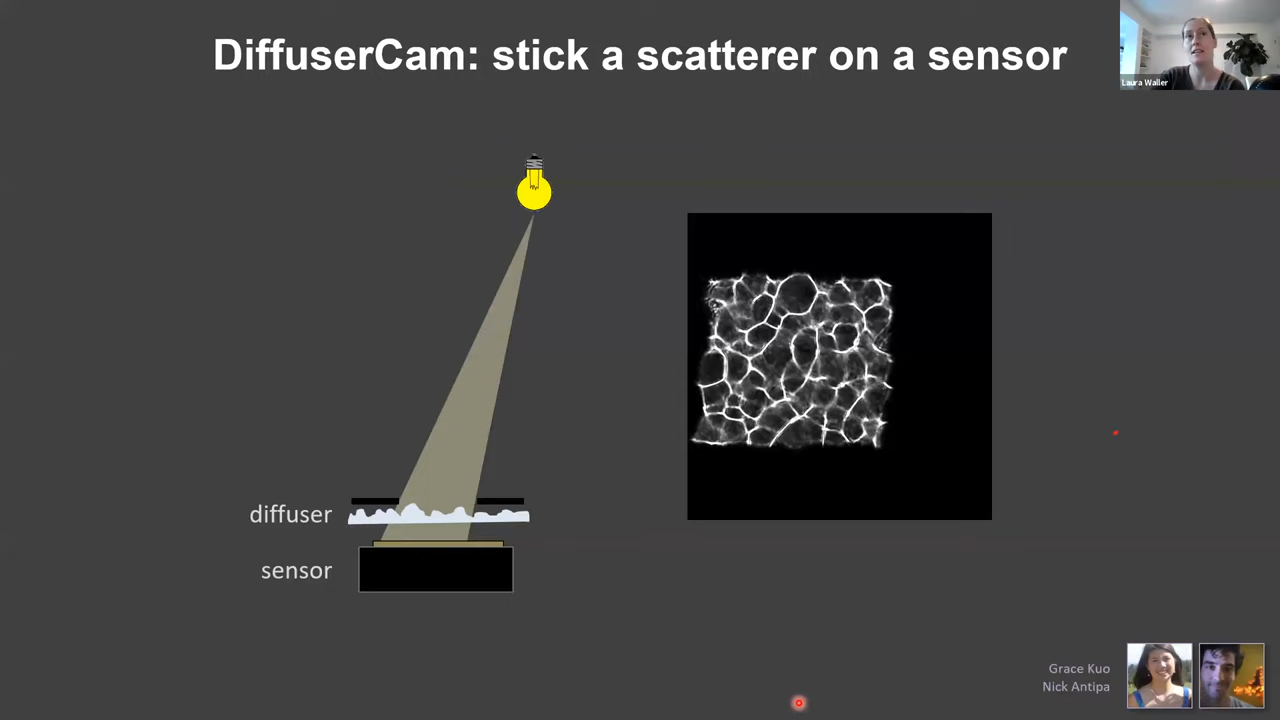 DiffuserCam: stick a scatterer on a sensor
Laura Waller
diffuser
sensor
Grace Kuo
Nick Antipa